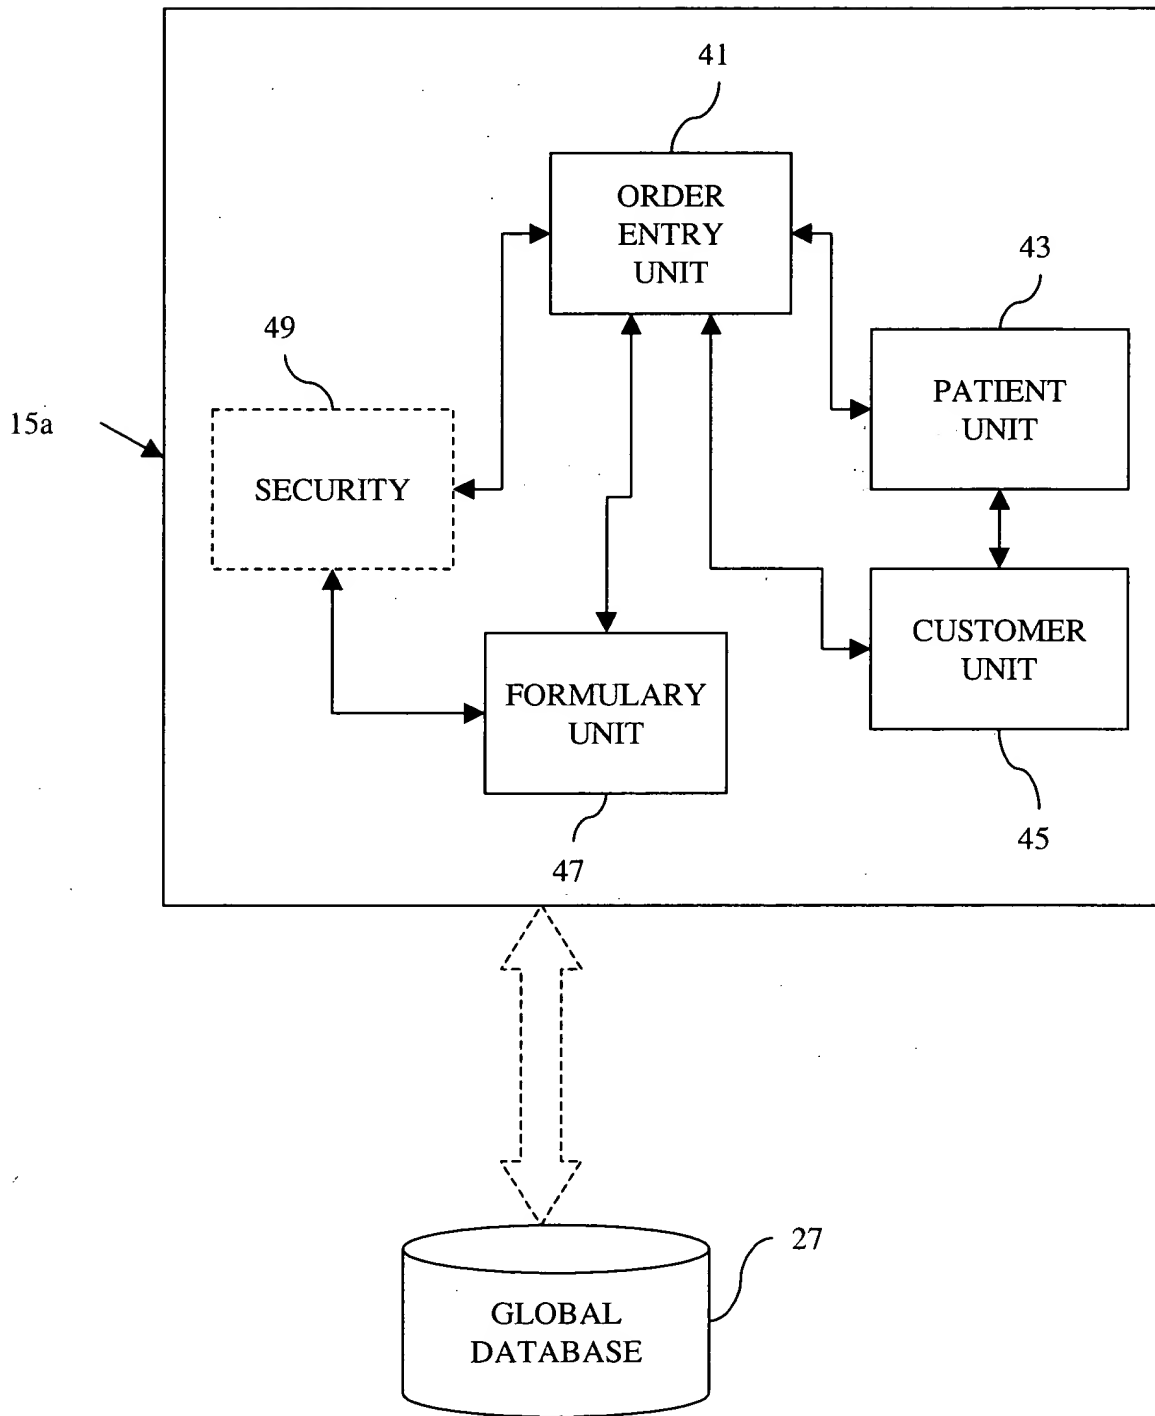 41
ORDER
ENTRY
UNIT
43
49
PATIENT
UNIT
15a
SECURITY
CUSTOMER
UNIT
FORMULARY
UNIT
45
47
27
GLOBAL
DATABASE